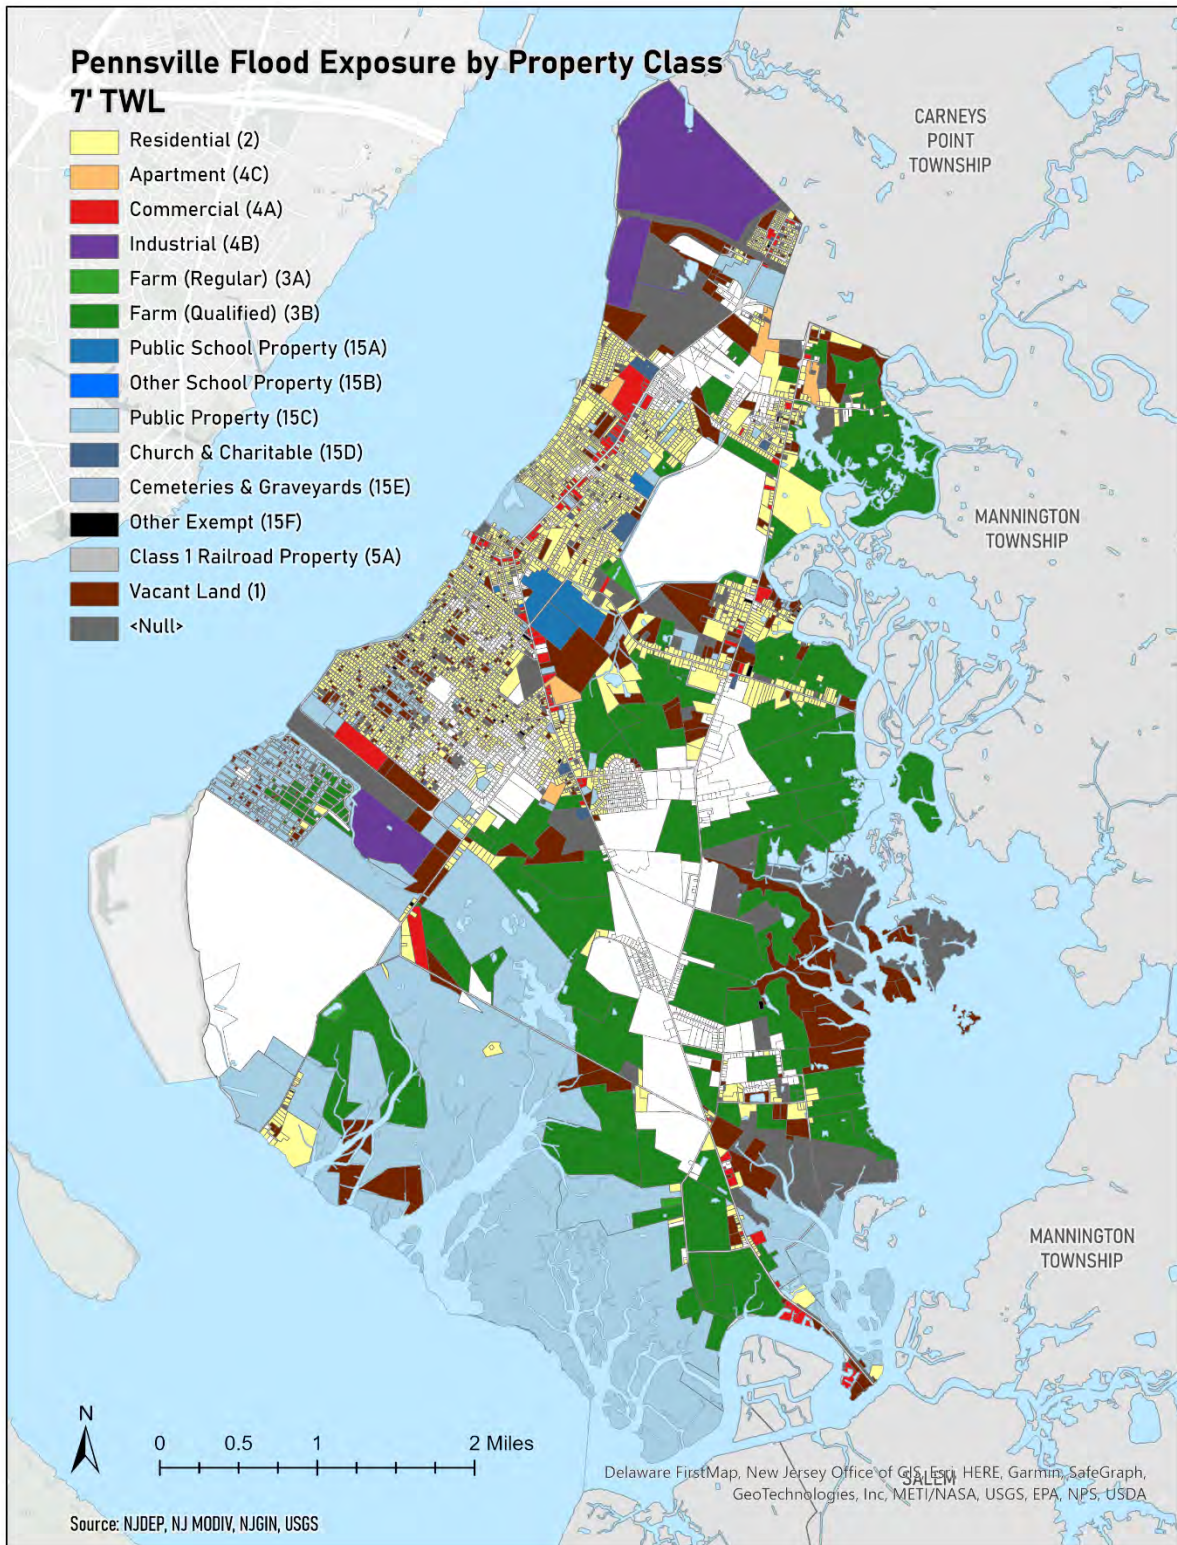 Pennsville Flood Exposure by Property Class
7' TWL
Residential (2)
Apartment (4C)
Commercial (4A)
Industrial (4B)
Farm (Regular) (3A)
Farm (Qualified) (3B)
Public School Property (15A)
Other School Property (15B)
Public Property (15C)
Church & Charitable (15D)
Cemeteries & Graveyards (15E)
Other Exempt (15F)
Class 1 Railroad Property (5A)
Vacant Land (1)
<Null>
CARNEYS
POINT
TOWNSHIP
MANNINGTON
TOWNSHIP
MANNINGTON
TOWNSHIP
SALEM
N
0 0.5 1 2 Miles
Delaware FirstMap, New Jersey Office of GIS, Esri, HERE, Garmin, SafeGraph,
GeoTechnologies, Inc, METI/NASA, USGS, EPA, NPS, USDA
Source: NJDEP, NJ MODIV, NJGIN, USGS